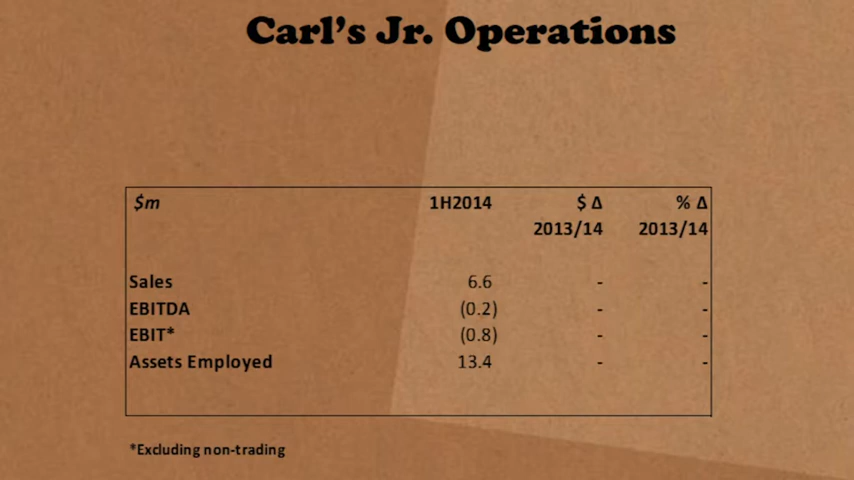 Carl's Jr. Operations
$m 1H2014 $ Δ % Δ
2013/14 2013/14
Sales 6.6 - -
EBITDA (0.2) - -
EBIT* (0.8) - -
Assets Employed 13.4 - -
*Excluding non-trading